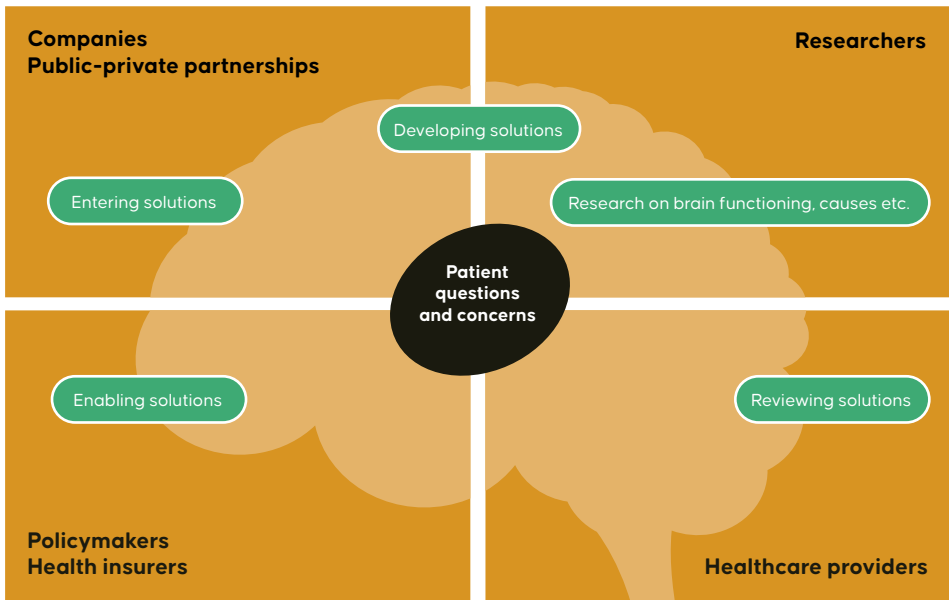 Companies
Public-private partnerships
Researchers
Developing solutions
Entering solutions
Research on brain functioning, causes etc.
Patient
questions
and concerns
Enabling solutions
Reviewing solutions
Policymakers
Health insurers
Healthcare providers